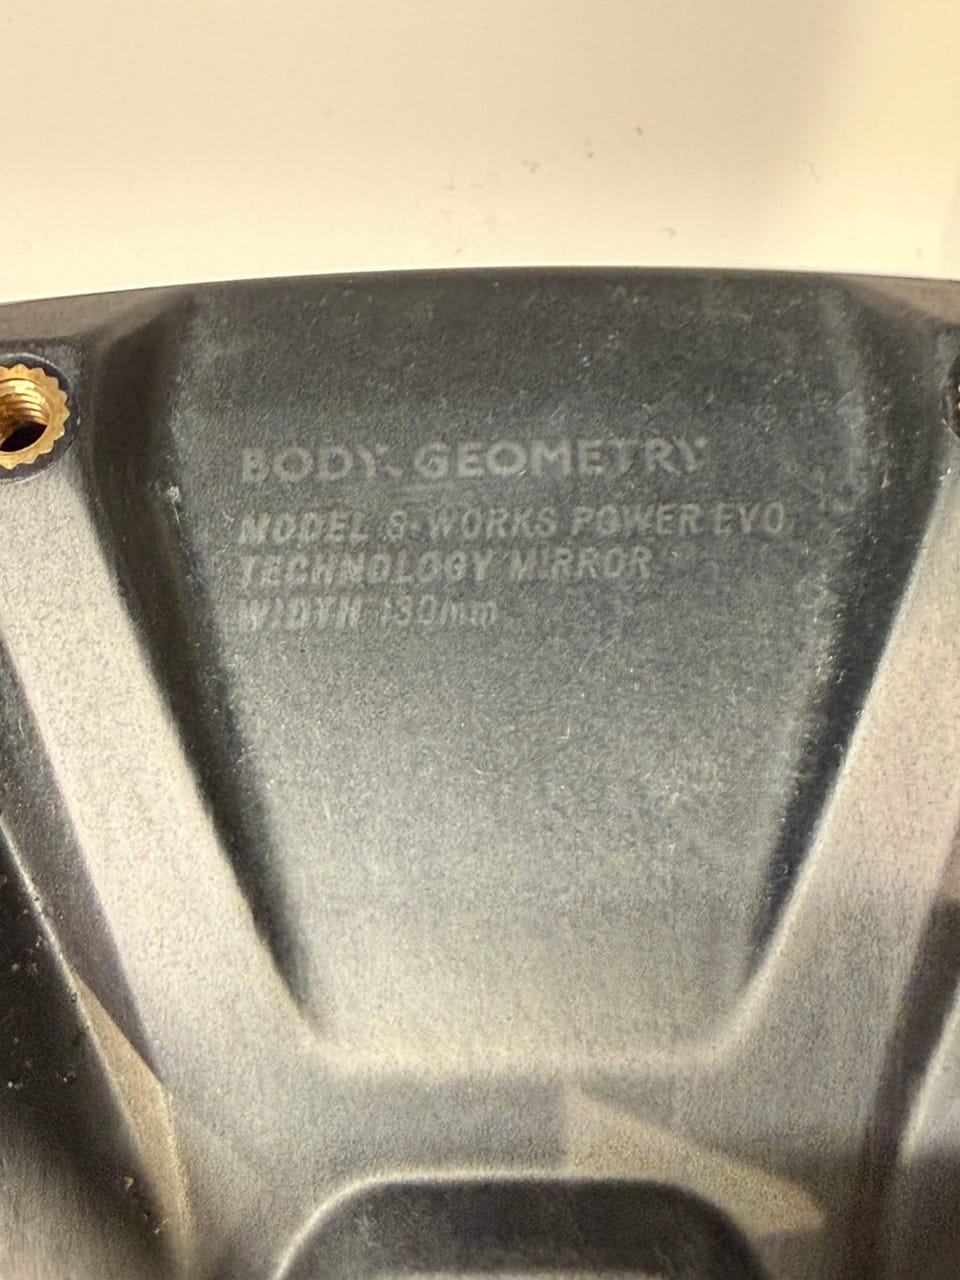 BODY GEOMETRY
MODEL S-WORKS POWER EVO
TECHNOLOGY MIRROR
WIDTH 130mm